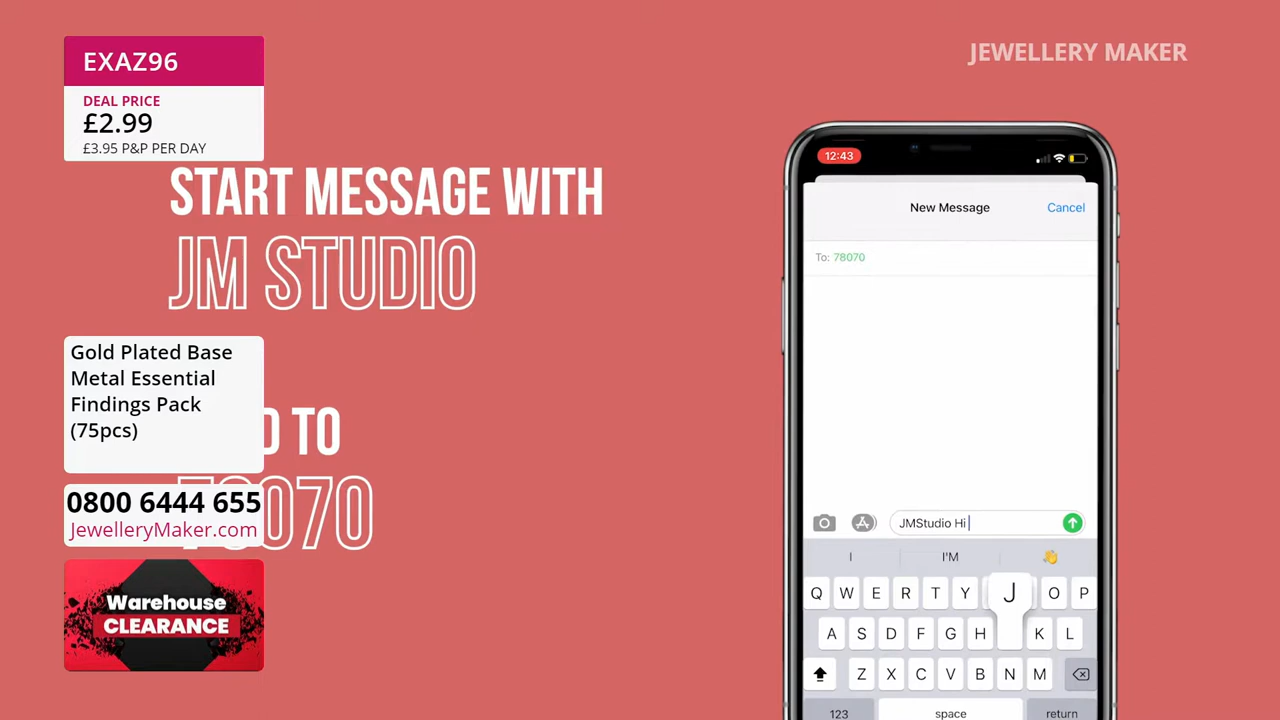 EXAZ96
DEAL PRICE
£2.99
£3.95 P&P PER DAY
JEWELLERY MAKER
START MESSAGE WITH
JM STUDIO
Gold Plated Base
Metal Essential
Findings Pack
(75pcs)
TO
78070
0800 6444 655
JewelleryMaker.com
Warehouse
CLEARANCE
12:43
New Message
Cancel
To: 78070
JMStudio Hi
I
I'M
👋
Q W E R T Y J O P
A S D F G H K L
Z X C V B N M
123
space
return